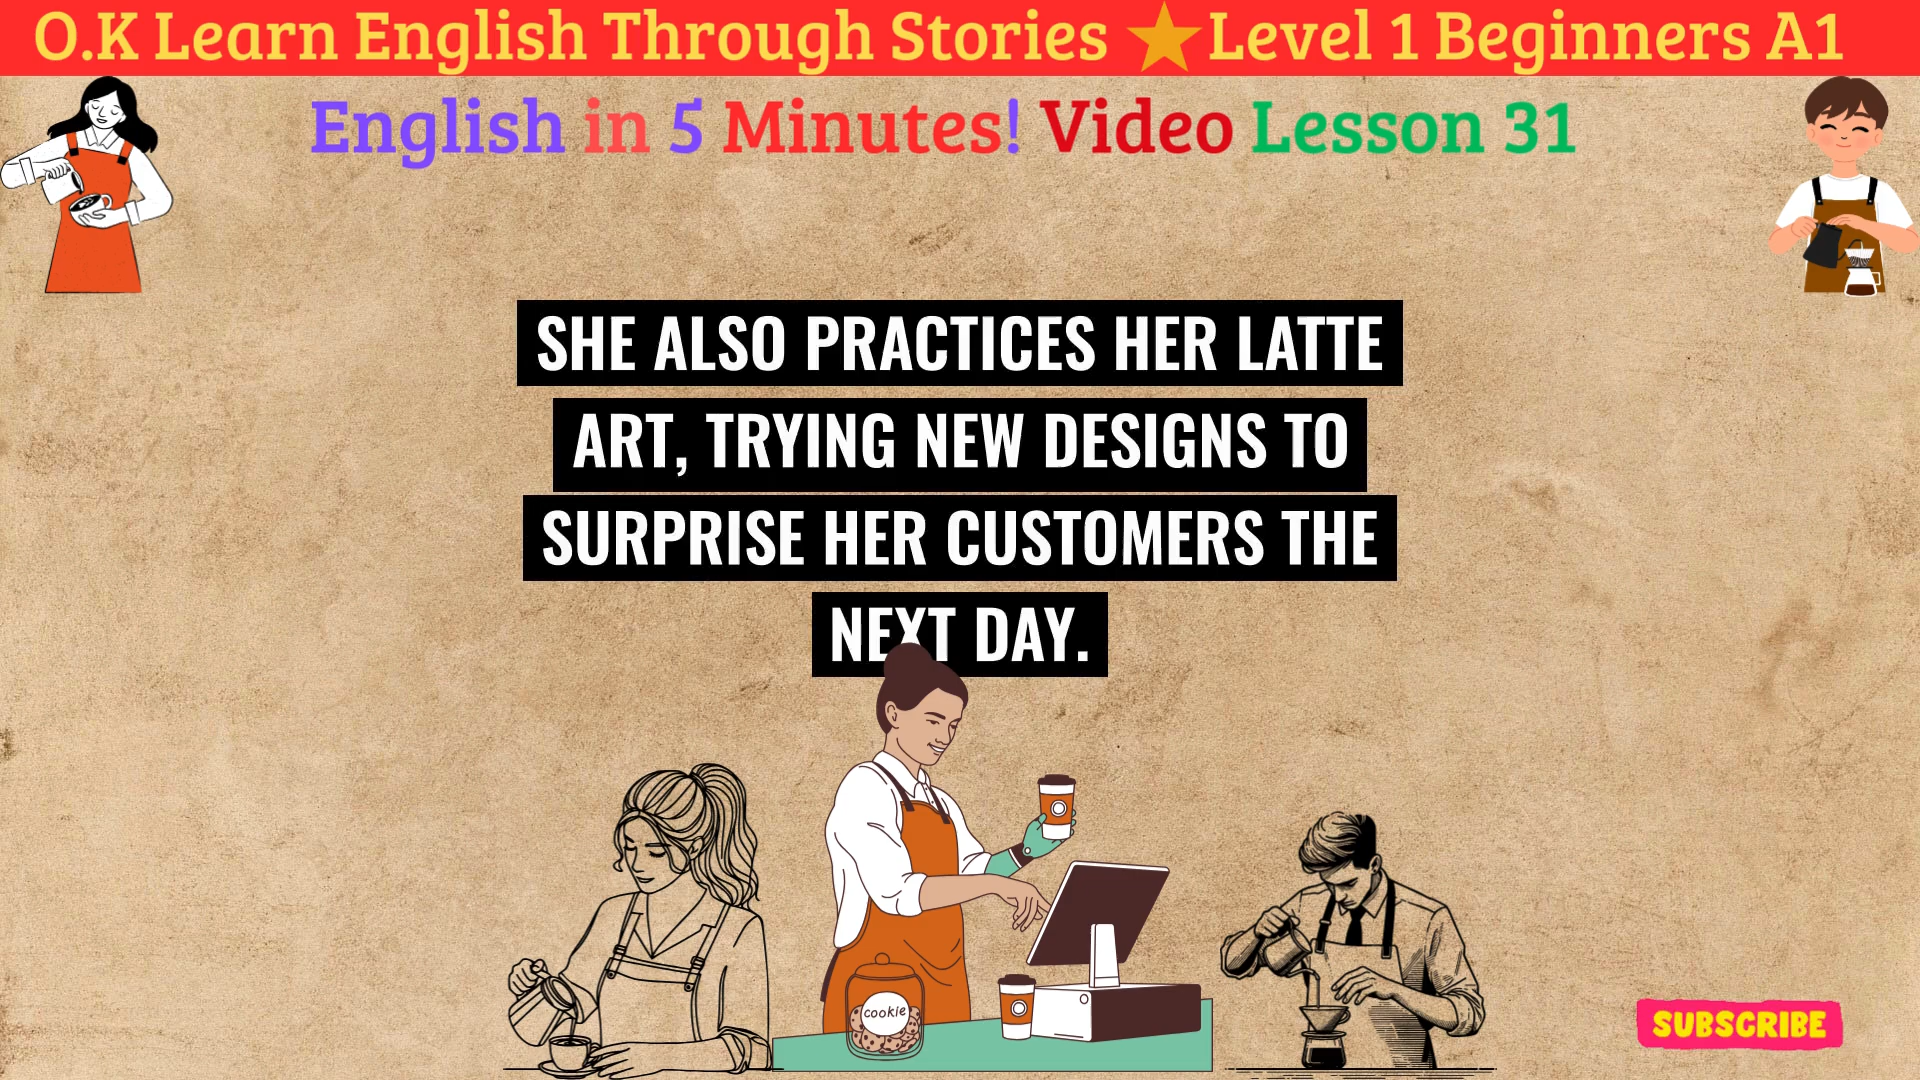 O.K Learn English Through Stories ⭐Level 1 Beginners A1
English in 5 Minutes! Video Lesson 31
SHE ALSO PRACTICES HER LATTE
ART, TRYING NEW DESIGNS TO
SURPRISE HER CUSTOMERS THE
NEXT DAY.
cookie
SUBSCRIBE